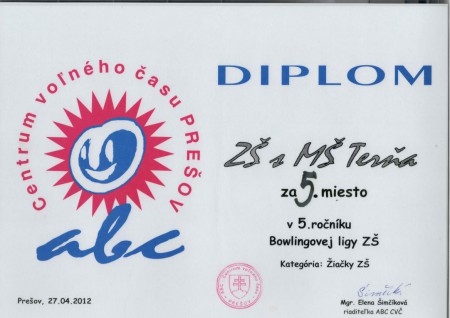 Centrum voľného času PREŠOV
abc
DIPLOM
ZŠ s MŠ Terňa
za 5. miesto
v 5.ročníku
Bowlingovej ligy ZŠ
Kategória: Žiačky ZŠ
Prešov, 27.04.2012
Mgr. Elena Šimčíková
riaditeľka ABC CVČ